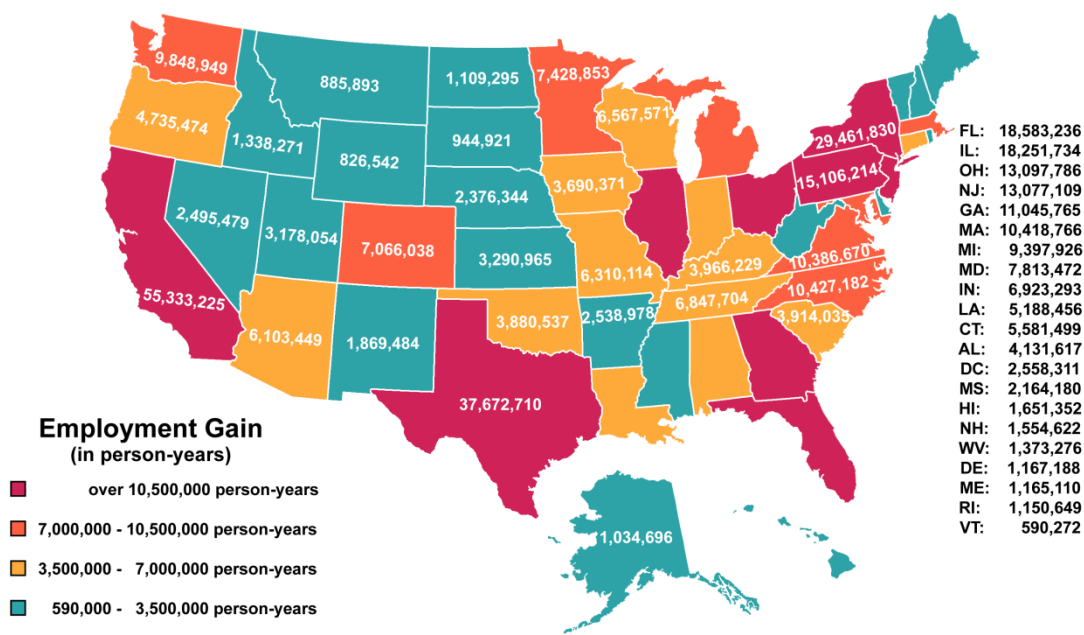 9,848,949
885,893
1,109,295
7,428,853
4,735,474
1,338,271
944,921
6,567,571
29,461,830
826,542
2,376,344
3,690,371
15,106,214
2,495,479
3,178,054
7,066,038
3,290,965
6,310,114
3,966,229
10,386,670
55,333,225
6,103,449
1,869,484
3,880,537
2,538,978
6,847,704
10,427,182
3,914,035
37,672,710
1,034,696
FL: 18,583,236
IL: 18,251,734
OH: 13,097,786
NJ: 13,077,109
GA: 11,045,765
MA: 10,418,766
MI: 9,397,926
MD: 7,813,472
IN: 6,923,293
LA: 5,188,456
CT: 5,581,499
AL: 4,131,617
DC: 2,558,311
MS: 2,164,180
HI: 1,651,352
NH: 1,554,622
WV: 1,373,276
DE: 1,167,188
ME: 1,165,110
RI: 1,150,649
VT: 590,272
Employment Gain
(in person-years)
over 10,500,000 person-years
7,000,000 - 10,500,000 person-years
3,500,000 - 7,000,000 person-years
590,000 - 3,500,000 person-years